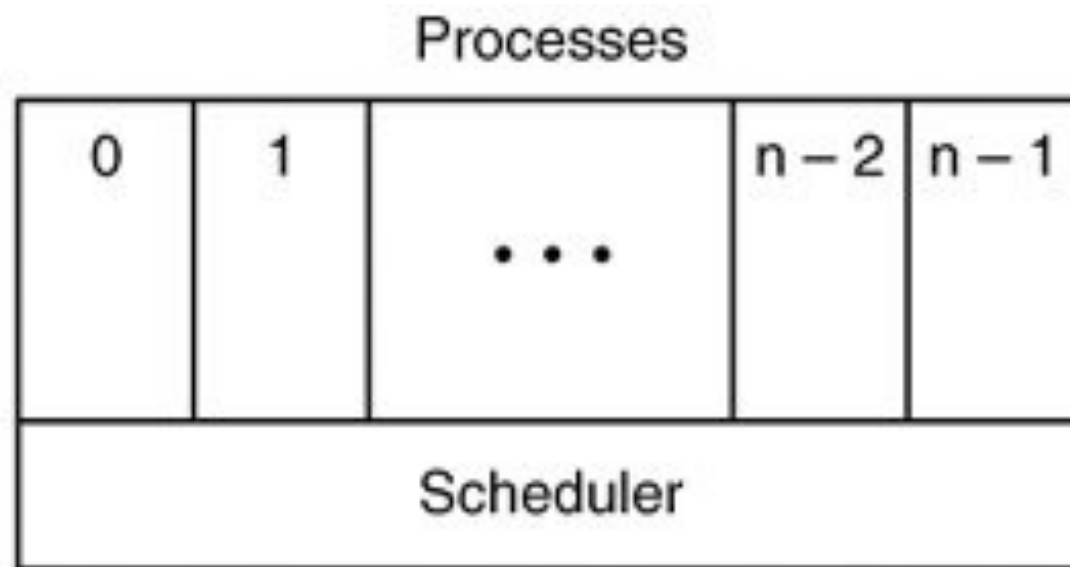 Processes
0 1 n – 2 n – 1
• • •
Scheduler